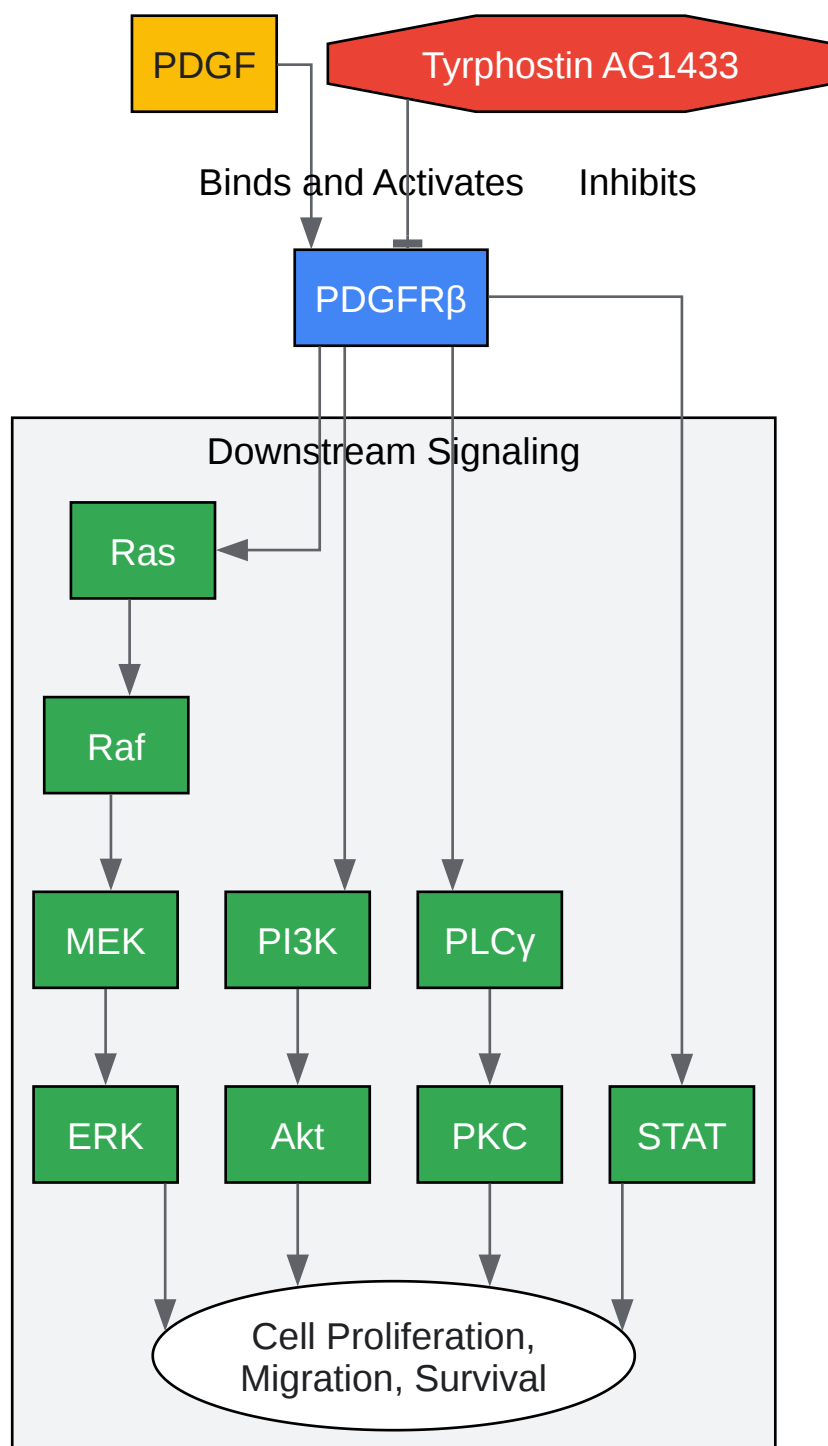 PDGF
Tyrphostin AG1433
Binds and Activates
Inhibits
PDGFRβ
Downstream Signaling
Ras
Raf
MEK
PI3K
PLCγ
ERK
Akt
PKC
STAT
Cell Proliferation,
Migration, Survival